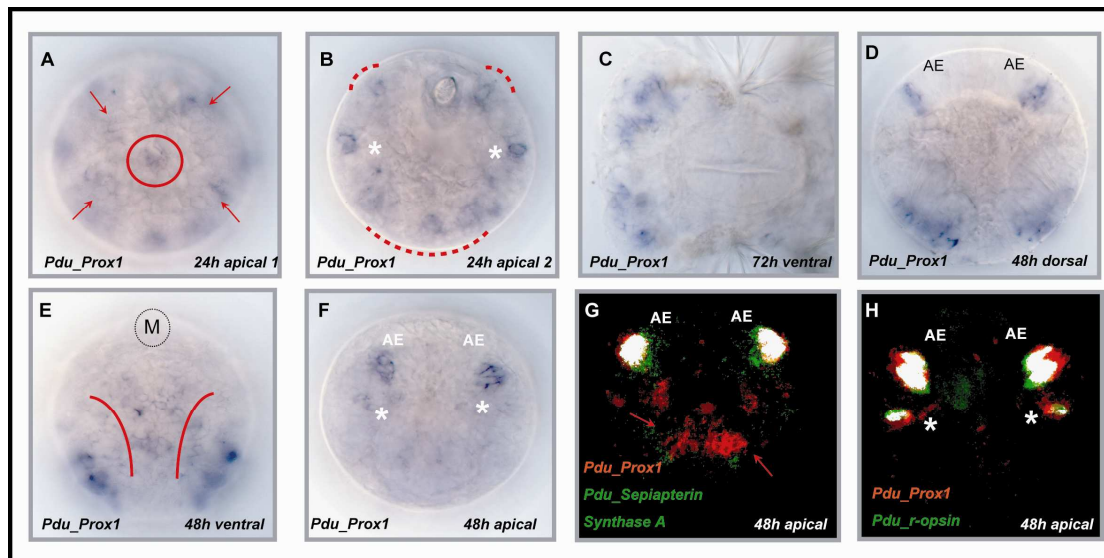 A
Pdu_Prox1 24h apical 1
B
*
*
Pdu_Prox1 24h apical 2
C
Pdu_Prox1 72h ventral
D
AE AE
Pdu_Prox1 48h dorsal
E
M
Pdu_Prox1 48h ventral
F
AE AE
* *
Pdu_Prox1 48h apical
G
AE AE
Pdu_Prox1
Pdu_Sepiapterin
Synthase A 48h apical
H
AE AE
* *
Pdu_Prox1
Pdu_r-opsin
48h apical